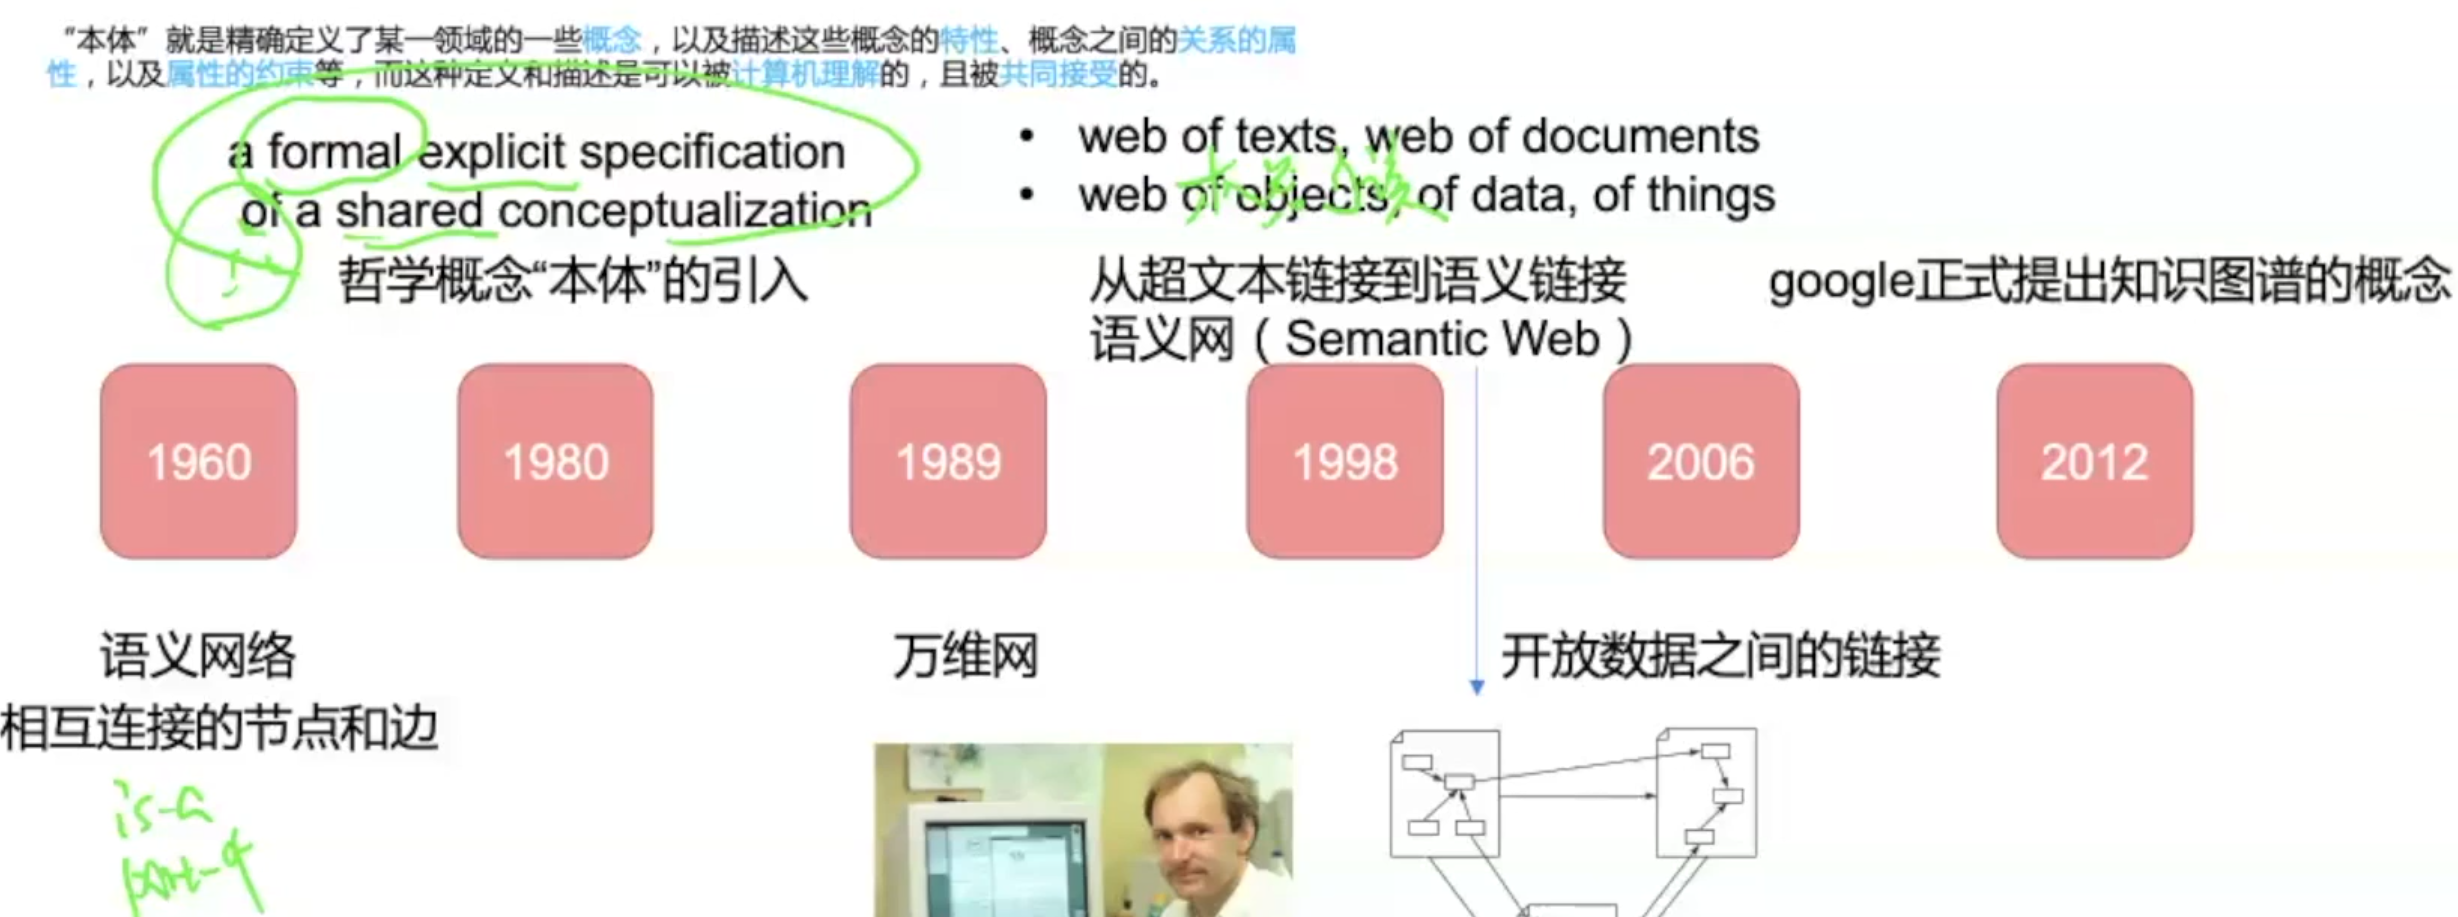 “本体”就是精确定义了某一领域的一些概念，以及描述这些概念的特性、概念之间的关系的属
性，以及属性的约束等，而这种定义和描述是可以被计算机理解的，且被共同接受的。
a formal explicit specification
of a shared conceptualization
• web of texts, web of documents
• web of objects, of data, of things
哲学概念“本体”的引入
从超文本链接到语义链接
语义网（Semantic Web）
google正式提出知识图谱的概念
1960
1980
1989
1998
2006
2012
语义网络
相互连接的节点和边
万维网
开放数据之间的链接
is-a
part-of